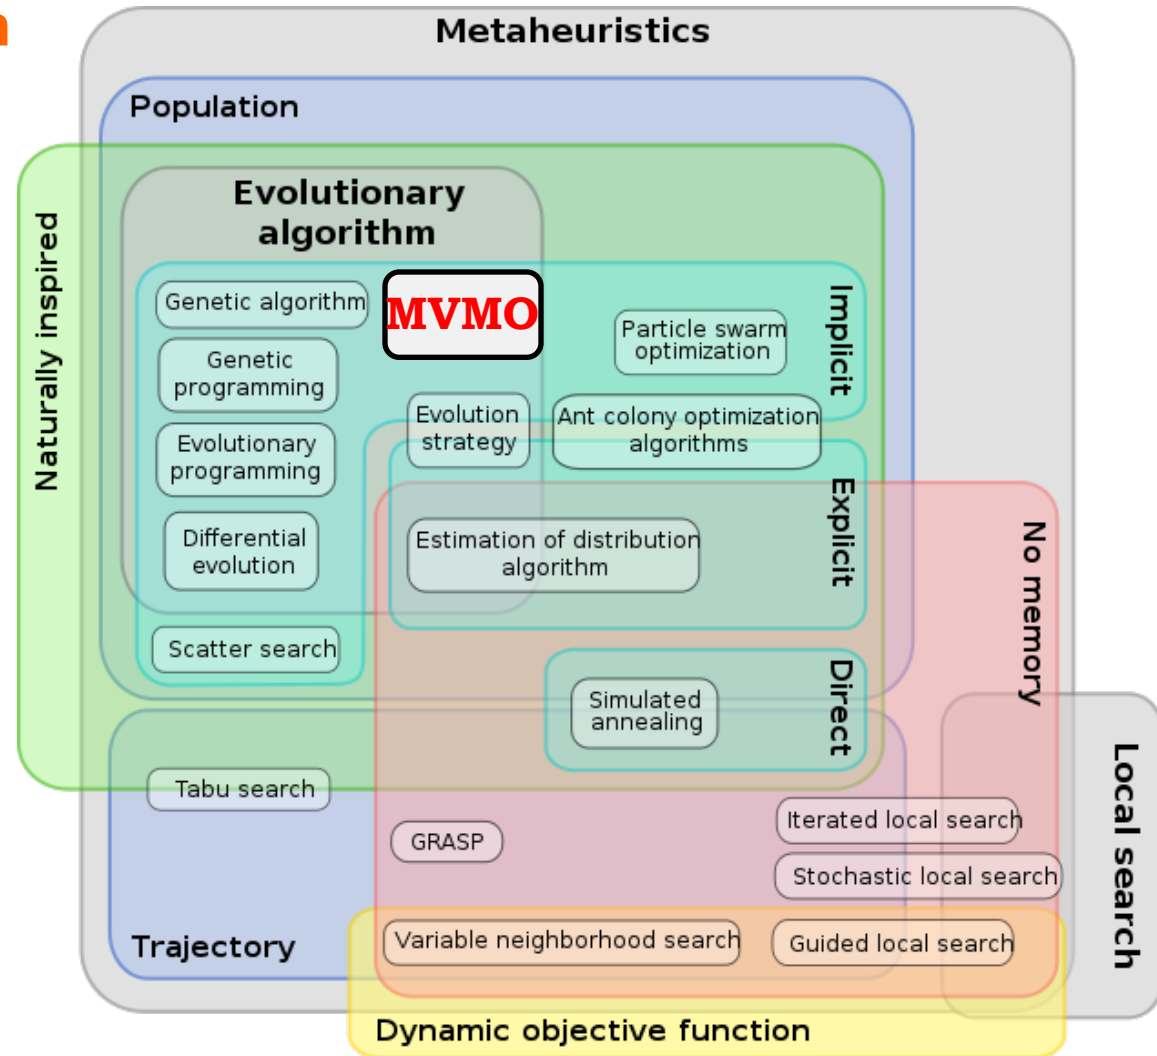 n
Metaheuristics
Population
Naturally inspired
Evolutionary
algorithm
Genetic algorithm
MVMO
Genetic
programming
Particle swarm
optimization
Implicit
Evolution
strategy
Ant colony optimization
algorithms
Evolutionary
programming
Explicit
Differential
evolution
Estimation of distribution
algorithm
No memory
Scatter search
Simulated
annealing
Direct
Tabu search
GRASP
Iterated local search
Stochastic local search
Local search
Trajectory
Variable neighborhood search
Guided local search
Dynamic objective function